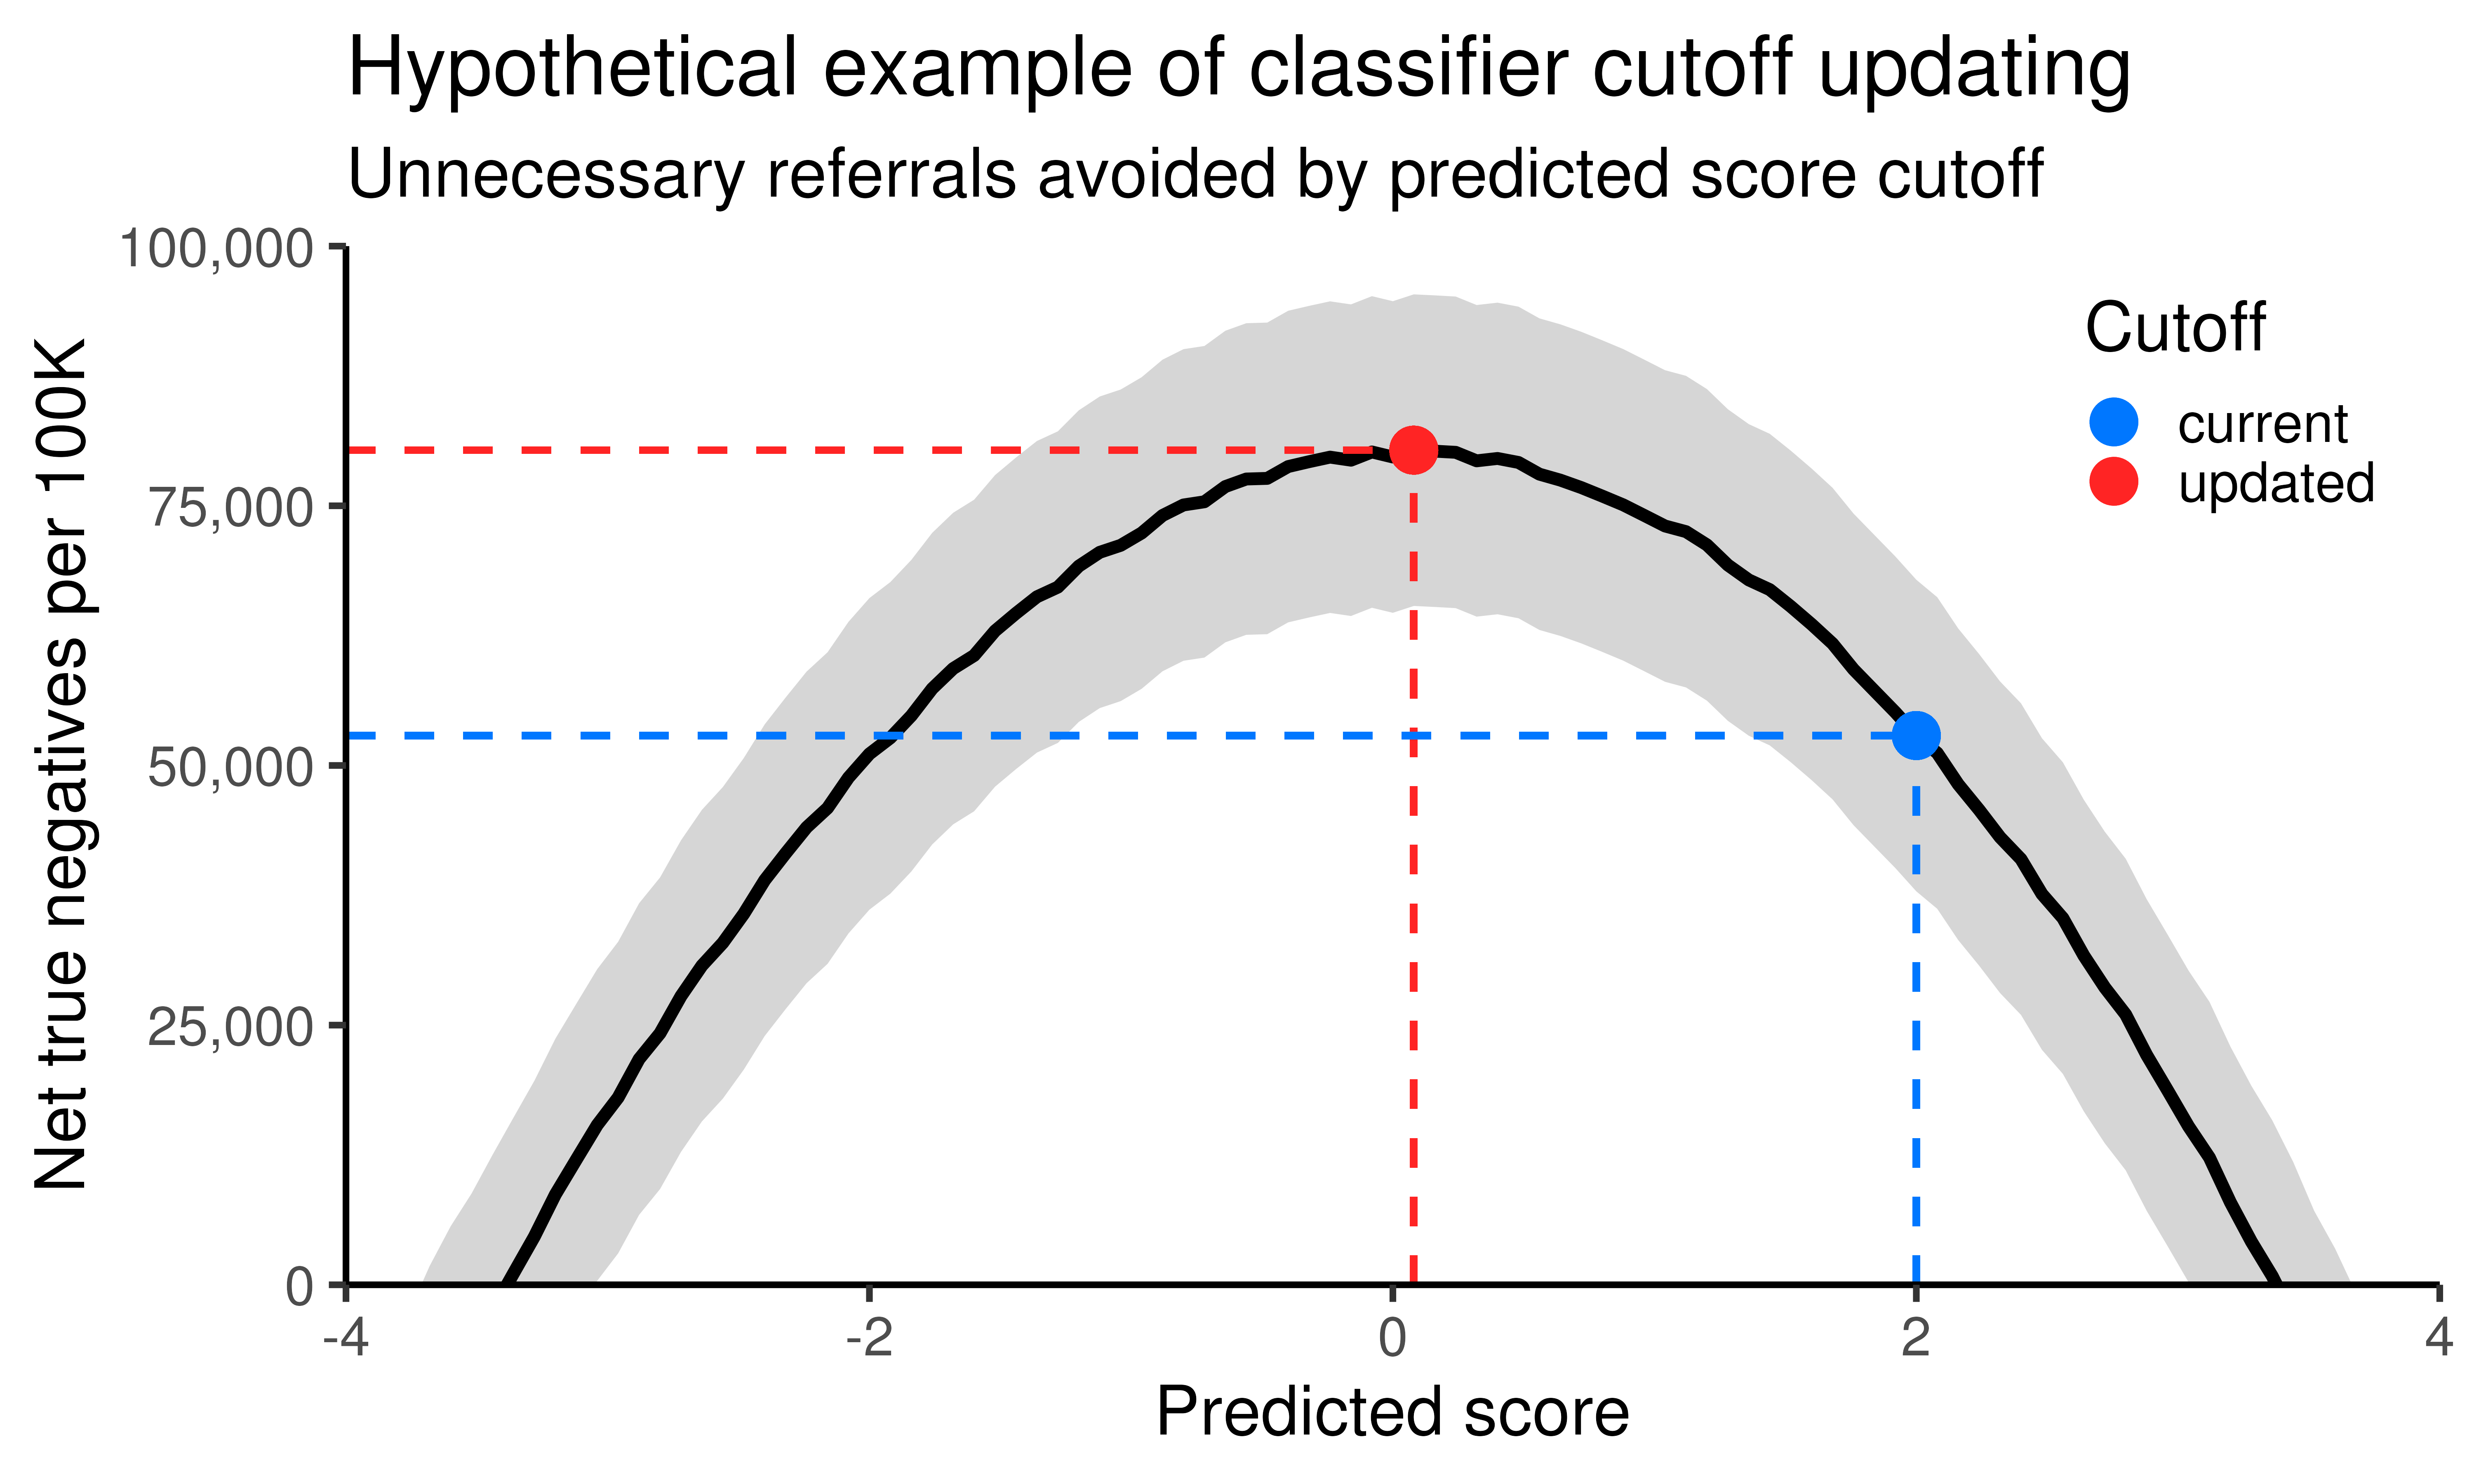 Hypothetical example of classifier cutoff updating
Unnecessary referrals avoided by predicted score cutoff
Net true negatives per 100K
100,000
75,000
50,000
25,000
0
-4
-2
0
2
4
Predicted score
Cutoff
current
updated